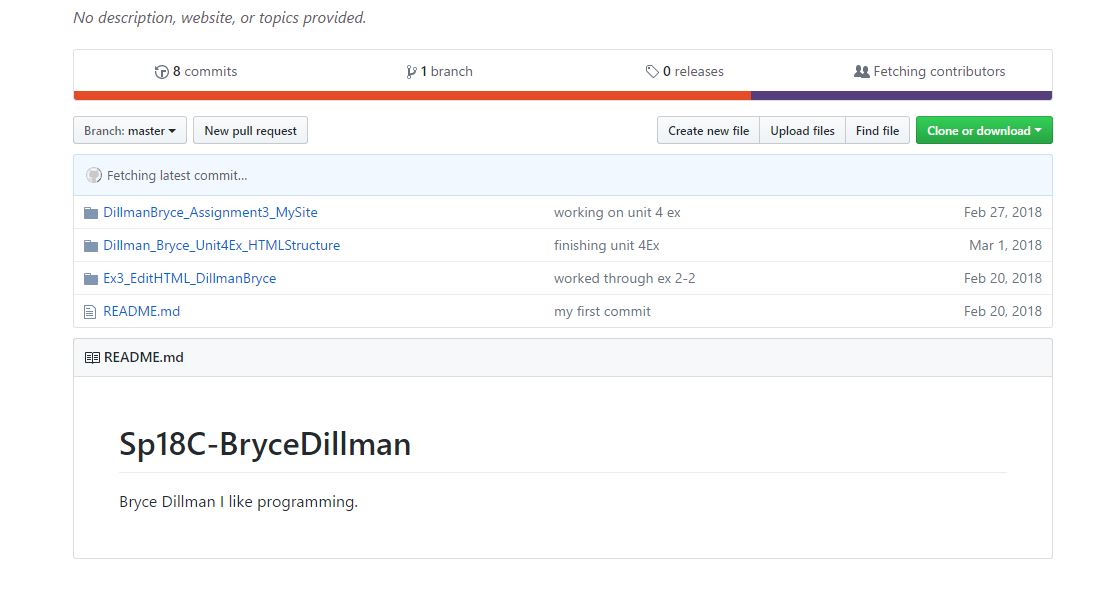 No description, website, or topics provided.
8 commits 1 branch 0 releases Fetching contributors
Branch: master New pull request Create new file Upload files Find file Clone or download
Fetching latest commit...
DillmanBryce_Assignment3_MySite working on unit 4 ex Feb 27, 2018
Dillman_Bryce_Unit4Ex_HTMLStructure finishing unit 4Ex Mar 1, 2018
Ex3_EditHTML_DillmanBryce worked through ex 2-2 Feb 20, 2018
README.md my first commit Feb 20, 2018
README.md
Sp18C-BryceDillman
Bryce Dillman I like programming.